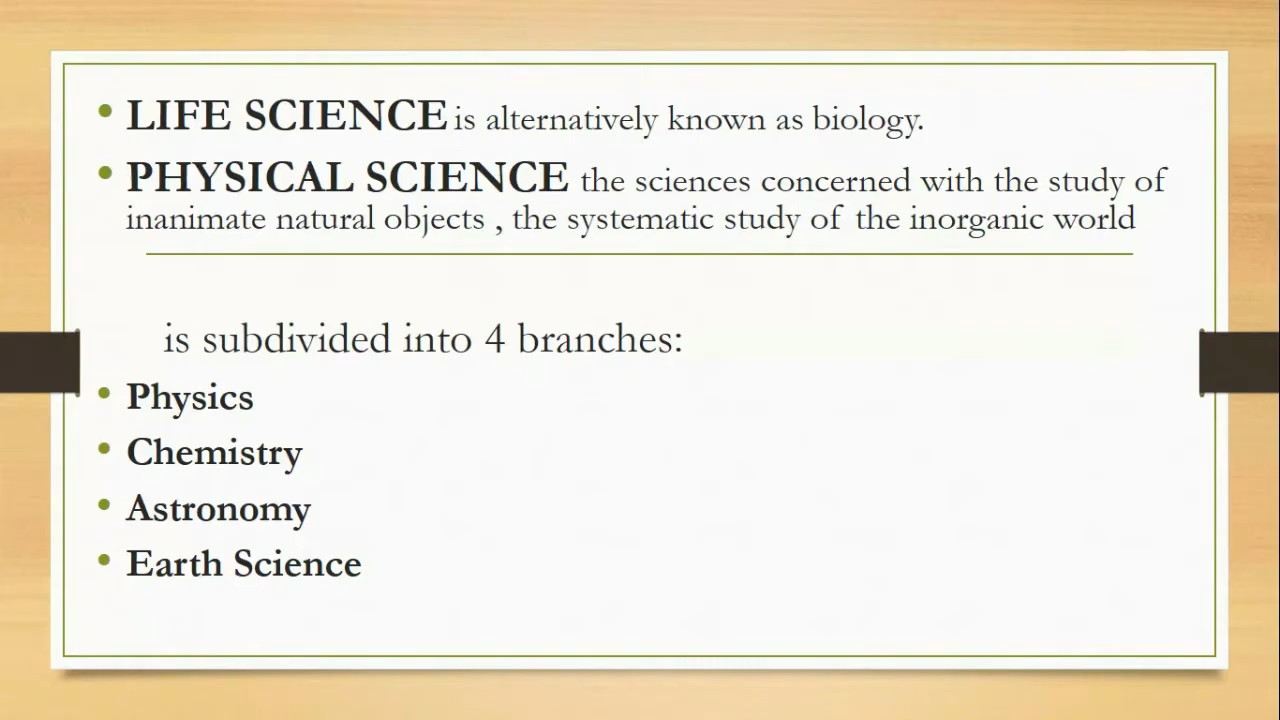 • LIFE SCIENCE is alternatively known as biology.
• PHYSICAL SCIENCE the sciences concerned with the study of
inanimate natural objects , the systematic study of the inorganic world
is subdivided into 4 branches:
• Physics
• Chemistry
• Astronomy
• Earth Science